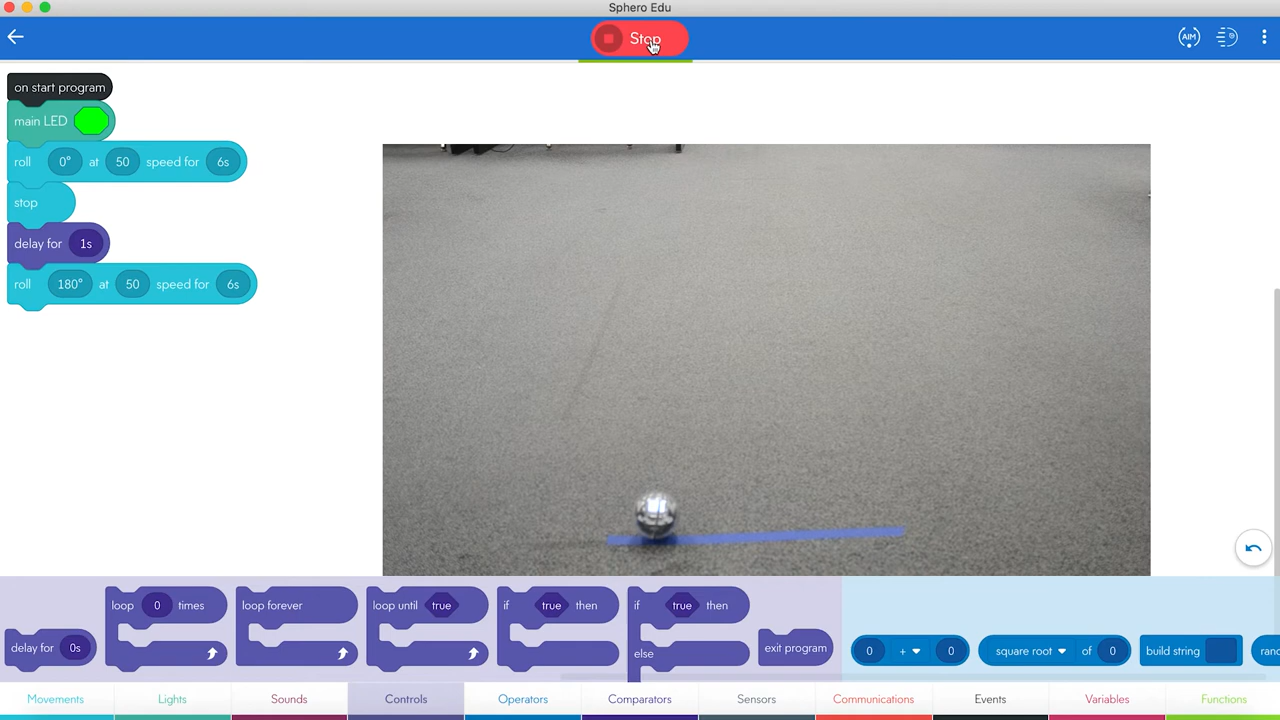 Sphero Edu
Stop
AIM
on start program
main LED
roll 0° at 50 speed for 6s
stop
delay for 1s
roll 180° at 50 speed for 6s
delay for 0s
loop 0 times
loop forever
loop until true
if true then
if true then
else
exit program
0 + 0
square root of 0
build string
Movements Lights Sounds Controls Operators Comparators Sensors Communications Events Variables Functions